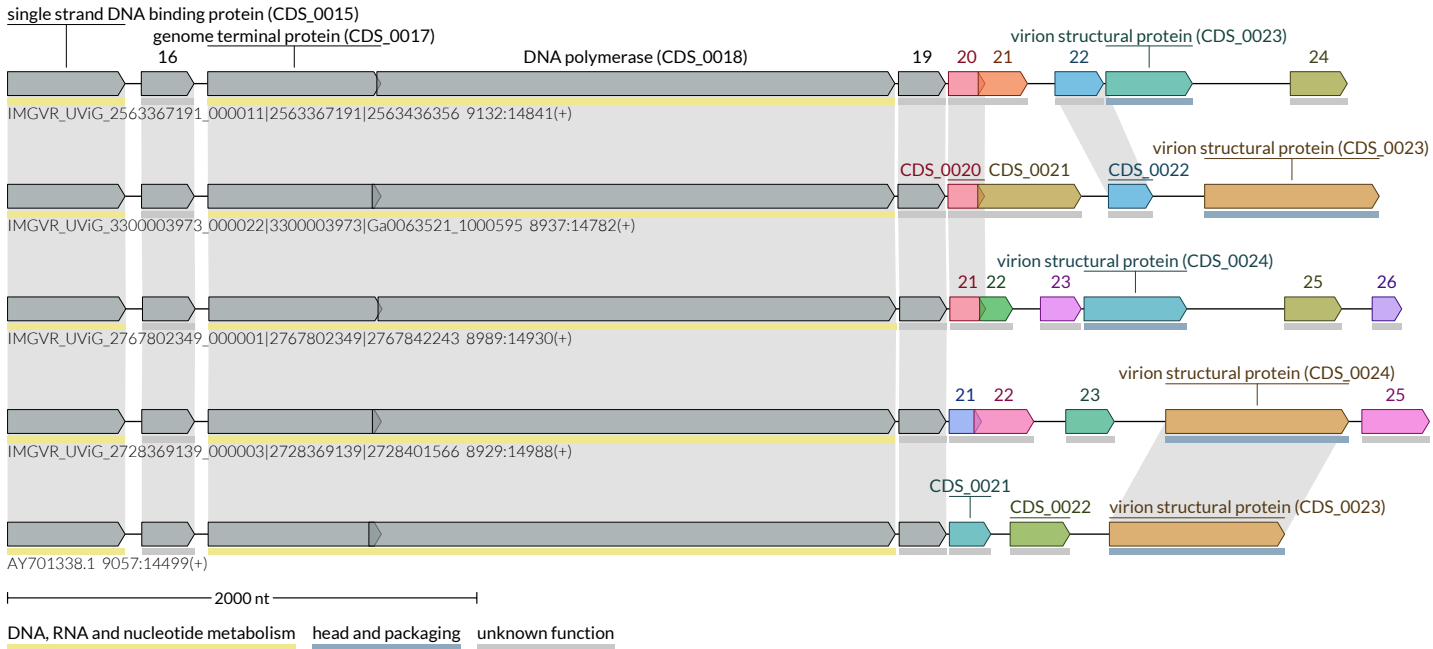 single strand DNA binding protein (CDS_0015)
genome terminal protein (CDS_0017) virion structural protein (CDS_0023)
16 DNA polymerase (CDS_0018) 19 20 21 22 24
IMGVR_UViG_2563367191_000011|2563367191|2563436356 9132:14841(+)
virion structural protein (CDS_0023)
CDS_0020 CDS_0021 CDS_0022
IMGVR_UViG_3300003973_000022|3300003973|Ga0063521_1000595 8937:14782(+)
virion structural protein (CDS_0024)
21 22 23 25 26
IMGVR_UViG_2767802349_000001|2767802349|2767842243 8989:14930(+)
virion structural protein (CDS_0024)
21 22 23 25
IMGVR_UViG_2728369139_000003|2728369139|2728401566 8929:14988(+)
CDS_0021
CDS_0022 virion structural protein (CDS_0023)
AY701338.1 9057:14499(+)
2000 nt
DNA, RNA and nucleotide metabolism head and packaging unknown function